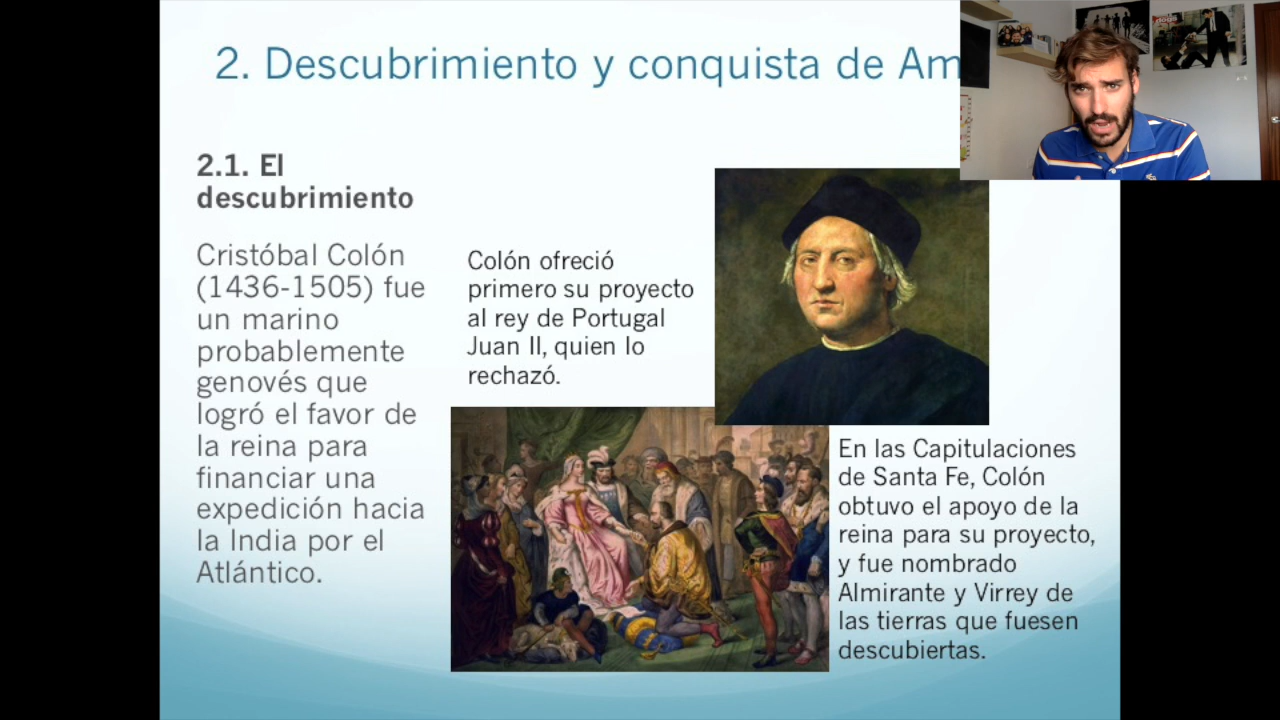 2. Descubrimiento y conquista de Am
2.1. El
descubrimiento
Cristóbal Colón
(1436-1505) fue
un marino
probablemente
genovés que
logró el favor de
la reina para
financiar una
expedición hacia
la India por el
Atlántico.
Colón ofreció
primero su proyecto
al rey de Portugal
Juan II, quien lo
rechazó.
En las Capitulaciones
de Santa Fe, Colón
obtuvo el apoyo de la
reina para su proyecto,
y fue nombrado
Almirante y Virrey de
las tierras que fuesen
descubiertas.